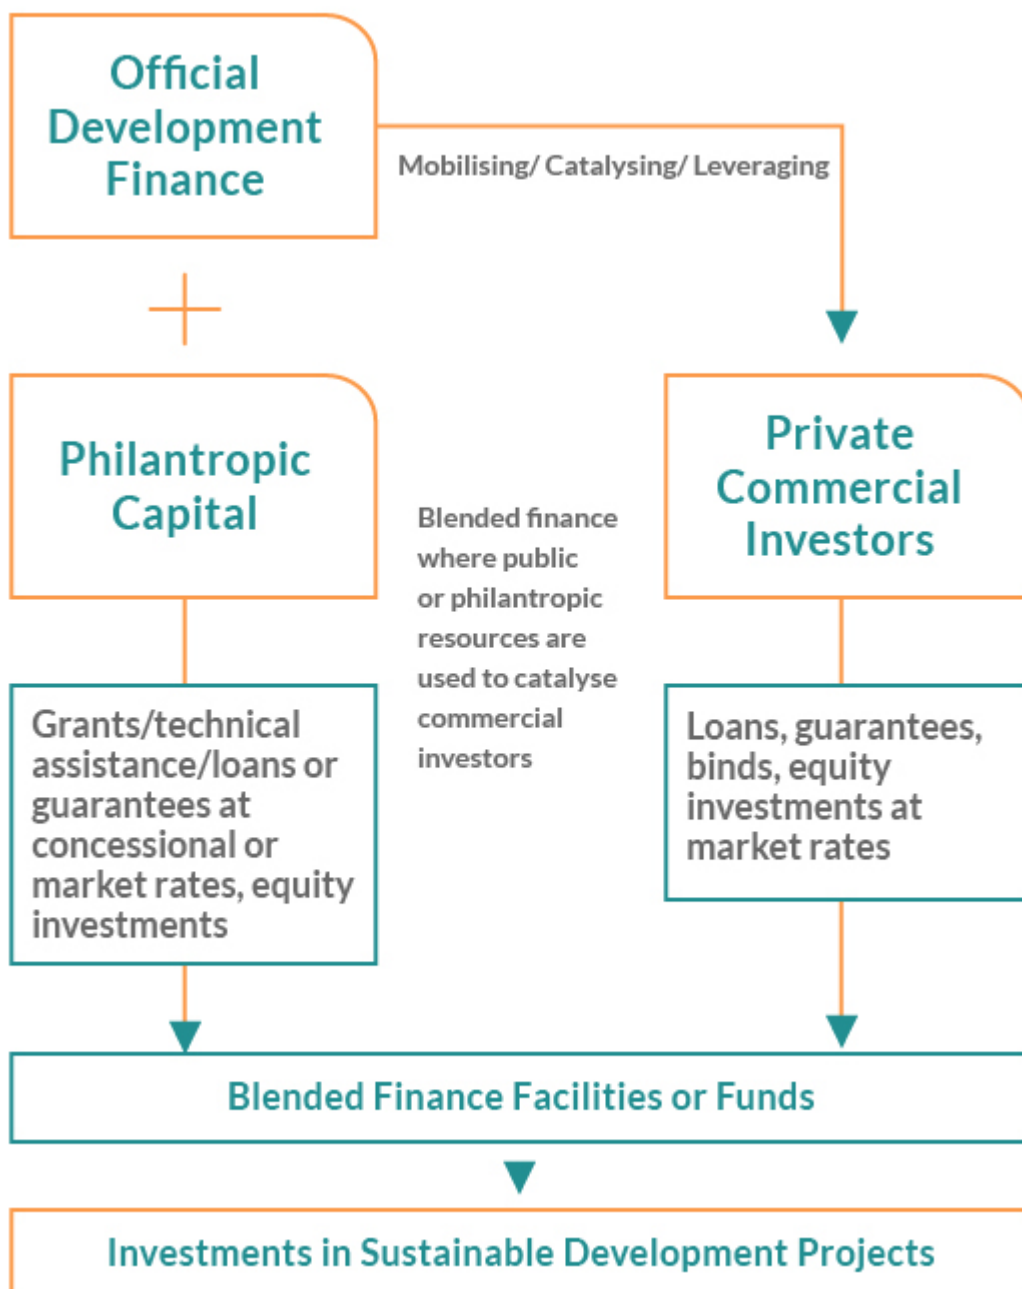 Official
Development
Finance
Mobilising/ Catalysing/ Leveraging
Philantropic
Capital
Private
Commercial
Investors
Blended finance
where public
or philantropic
resources are
used to catalyse
commercial
investors
Grants/technical
assistance/loans or
guarantees at
concessional or
market rates, equity
investments
Loans, guarantees,
binds, equity
investments at
market rates
Blended Finance Facilities or Funds
Investments in Sustainable Development Projects